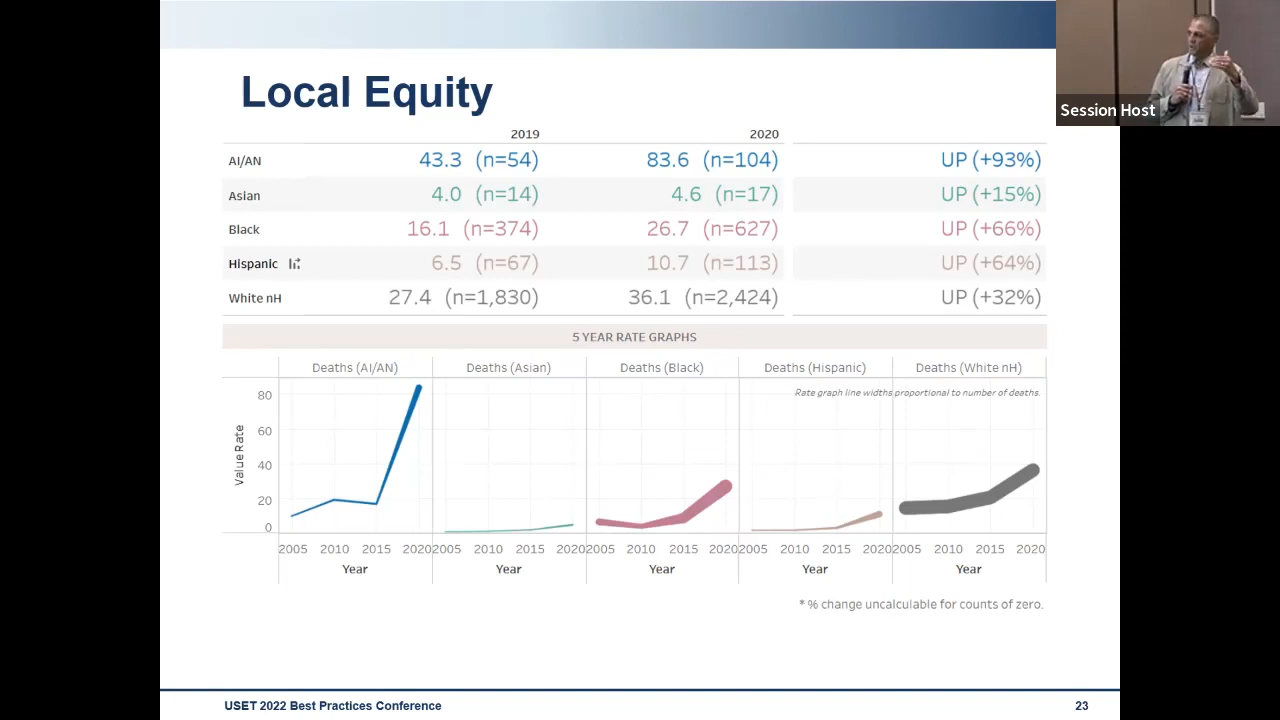 Session Host
Local Equity
2019 2020
AI/AN 43.3 (n=54) 83.6 (n=104) UP (+93%)
Asian 4.0 (n=14) 4.6 (n=17) UP (+15%)
Black 16.1 (n=374) 26.7 (n=627) UP (+66%)
Hispanic 6.5 (n=67) 10.7 (n=113) UP (+64%)
White nH 27.4 (n=1,830) 36.1 (n=2,424) UP (+32%)
5 YEAR RATE GRAPHS
Deaths (AI/AN) Deaths (Asian) Deaths (Black) Deaths (Hispanic) Deaths (White nH)
Rate graph line widths proportional to number of deaths.
Value Rate
80
60
40
20
0
2005 2010 2015 2020 2005 2010 2015 2020 2005 2010 2015 2020 2005 2010 2015 2020 2005 2010 2015 2020
Year Year Year Year Year
* % change uncalculable for counts of zero.
USET 2022 Best Practices Conference 23